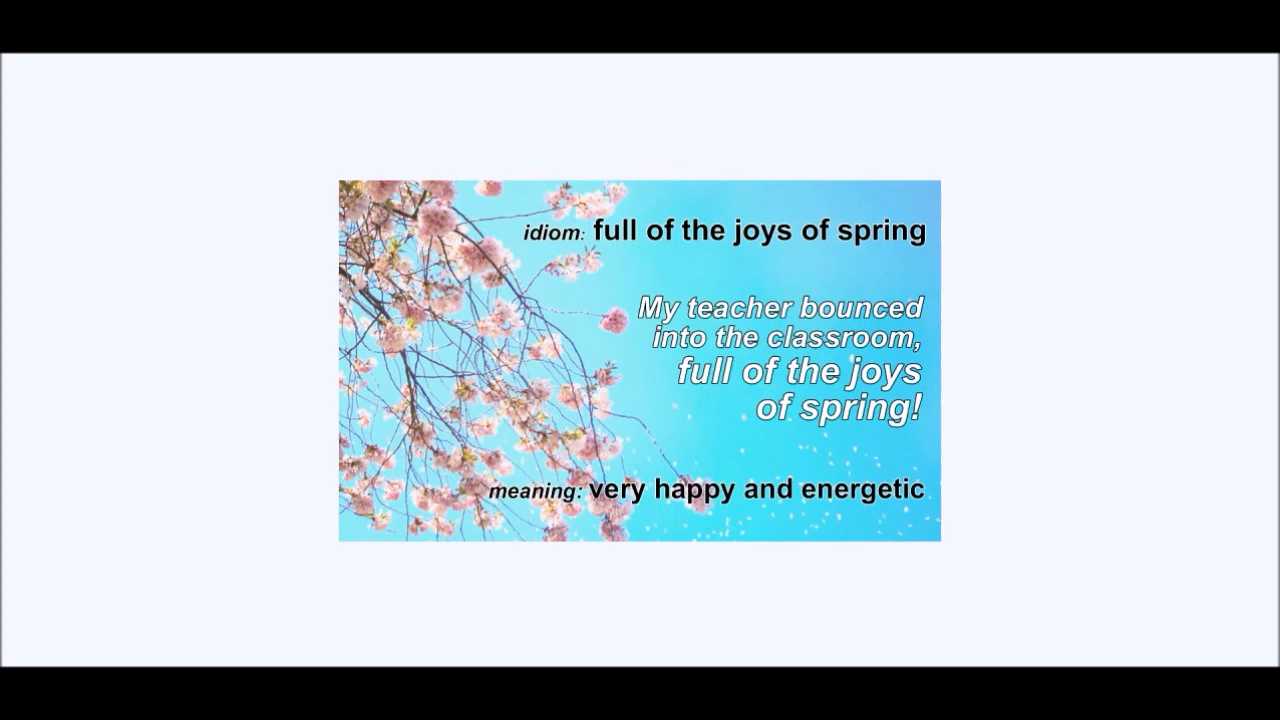 idiom: full of the joys of spring
My teacher bounced
into the classroom,
full of the joys
of spring!
meaning: very happy and energetic